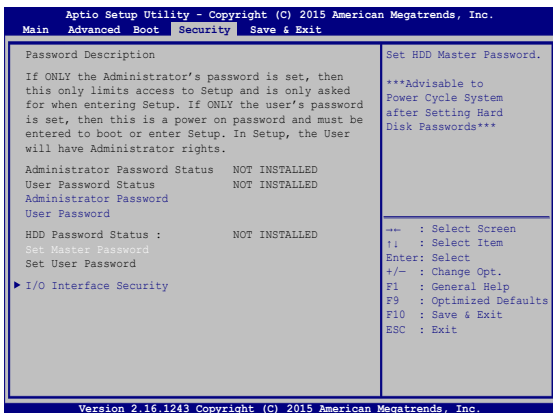 Aptio Setup Utility - Copyright (C) 2015 American Megatrends, Inc.
Main Advanced Boot Security Save & Exit
Password Description
If ONLY the Administrator's password is set, then
this only limits access to Setup and is only asked
for when entering Setup. If ONLY the user's password
is set, then this is a power on password and must be
entered to boot or enter Setup. In Setup, the User
will have Administrator rights.
Administrator Password Status NOT INSTALLED
User Password Status NOT INSTALLED
Administrator Password
User Password
HDD Password Status : NOT INSTALLED
Set Master Password
Set User Password
I/O Interface Security
Set HDD Master Password.
***Advisable to
Power Cycle System
after Setting Hard
Disk Passwords***
→← : Select Screen
↑↓ : Select Item
Enter: Select
+/— : Change Opt.
F1 : General Help
F9 : Optimized Defaults
F10 : Save & Exit
ESC : Exit
Version 2.16.1243 Copyright (C) 2015 American Megatrends, Inc.